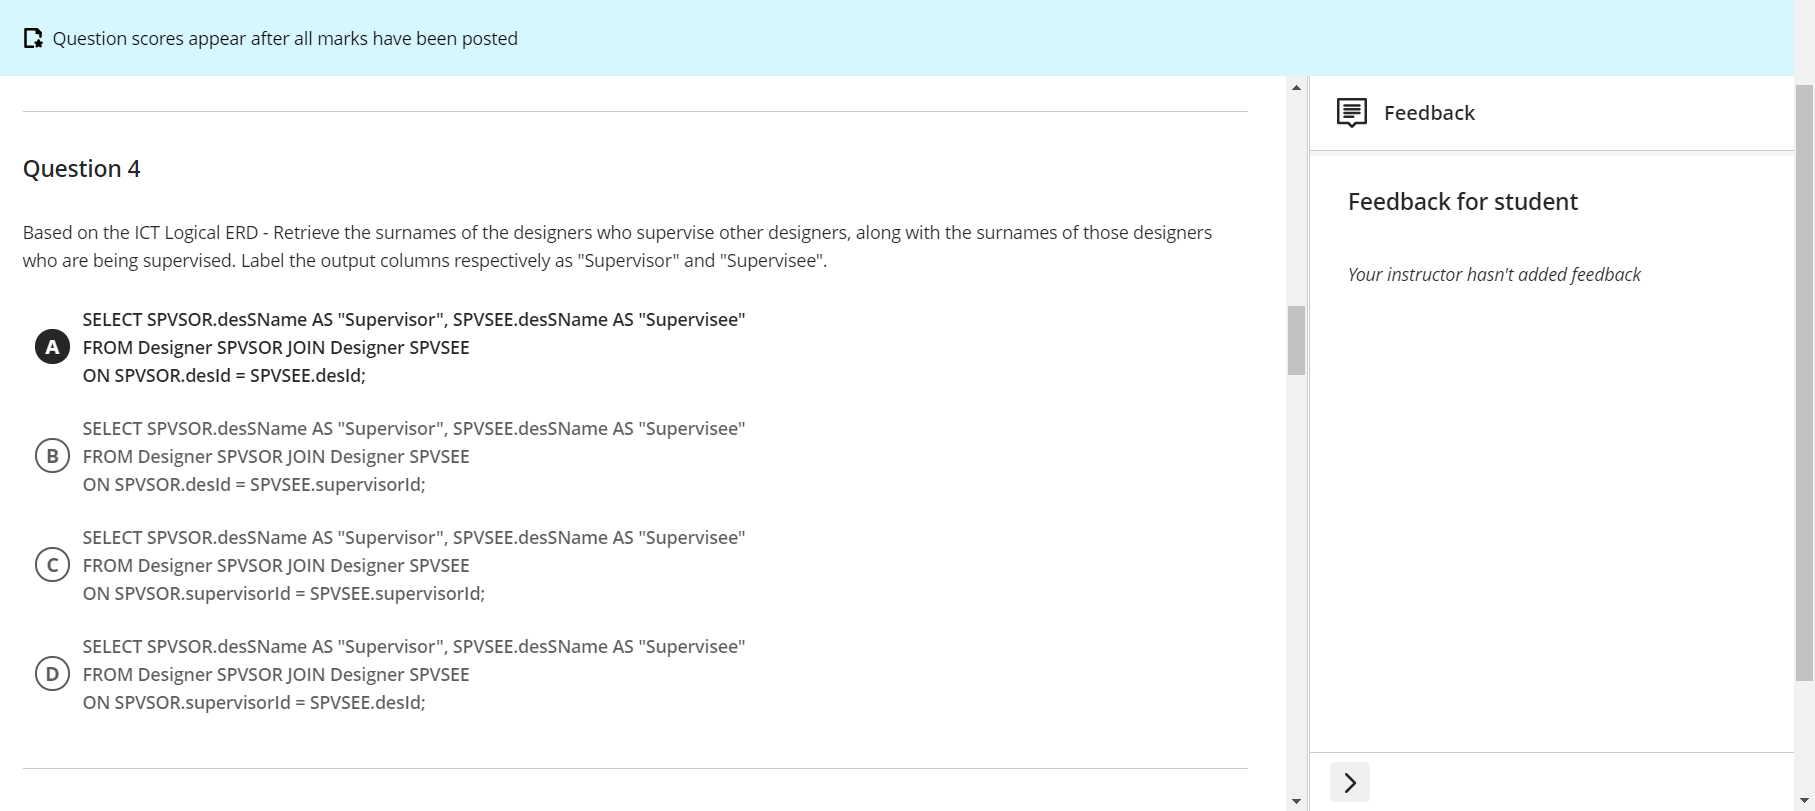 Question scores appear after all marks have been posted
Feedback
Question 4
Based on the ICT Logical ERD - Retrieve the surnames of the designers who supervise other designers, along with the surnames of those designers
who are being supervised. Label the output columns respectively as "Supervisor" and "Supervisee".
A
SELECT SPVSOR.desSName AS "Supervisor", SPVSEE.desSName AS "Supervisee"
FROM Designer SPVSOR JOIN Designer SPVSEE
ON SPVSOR.desId = SPVSEE.desId;
B
SELECT SPVSOR.desSName AS "Supervisor", SPVSEE.desSName AS "Supervisee"
FROM Designer SPVSOR JOIN Designer SPVSEE
ON SPVSOR.desId = SPVSEE.supervisorId;
C
SELECT SPVSOR.desSName AS "Supervisor", SPVSEE.desSName AS "Supervisee"
FROM Designer SPVSOR JOIN Designer SPVSEE
ON SPVSOR.supervisorId = SPVSEE.supervisorId;
D
SELECT SPVSOR.desSName AS "Supervisor", SPVSEE.desSName AS "Supervisee"
FROM Designer SPVSOR JOIN Designer SPVSEE
ON SPVSOR.supervisorId = SPVSEE.desId;
Feedback for student
Your instructor hasn't added feedback